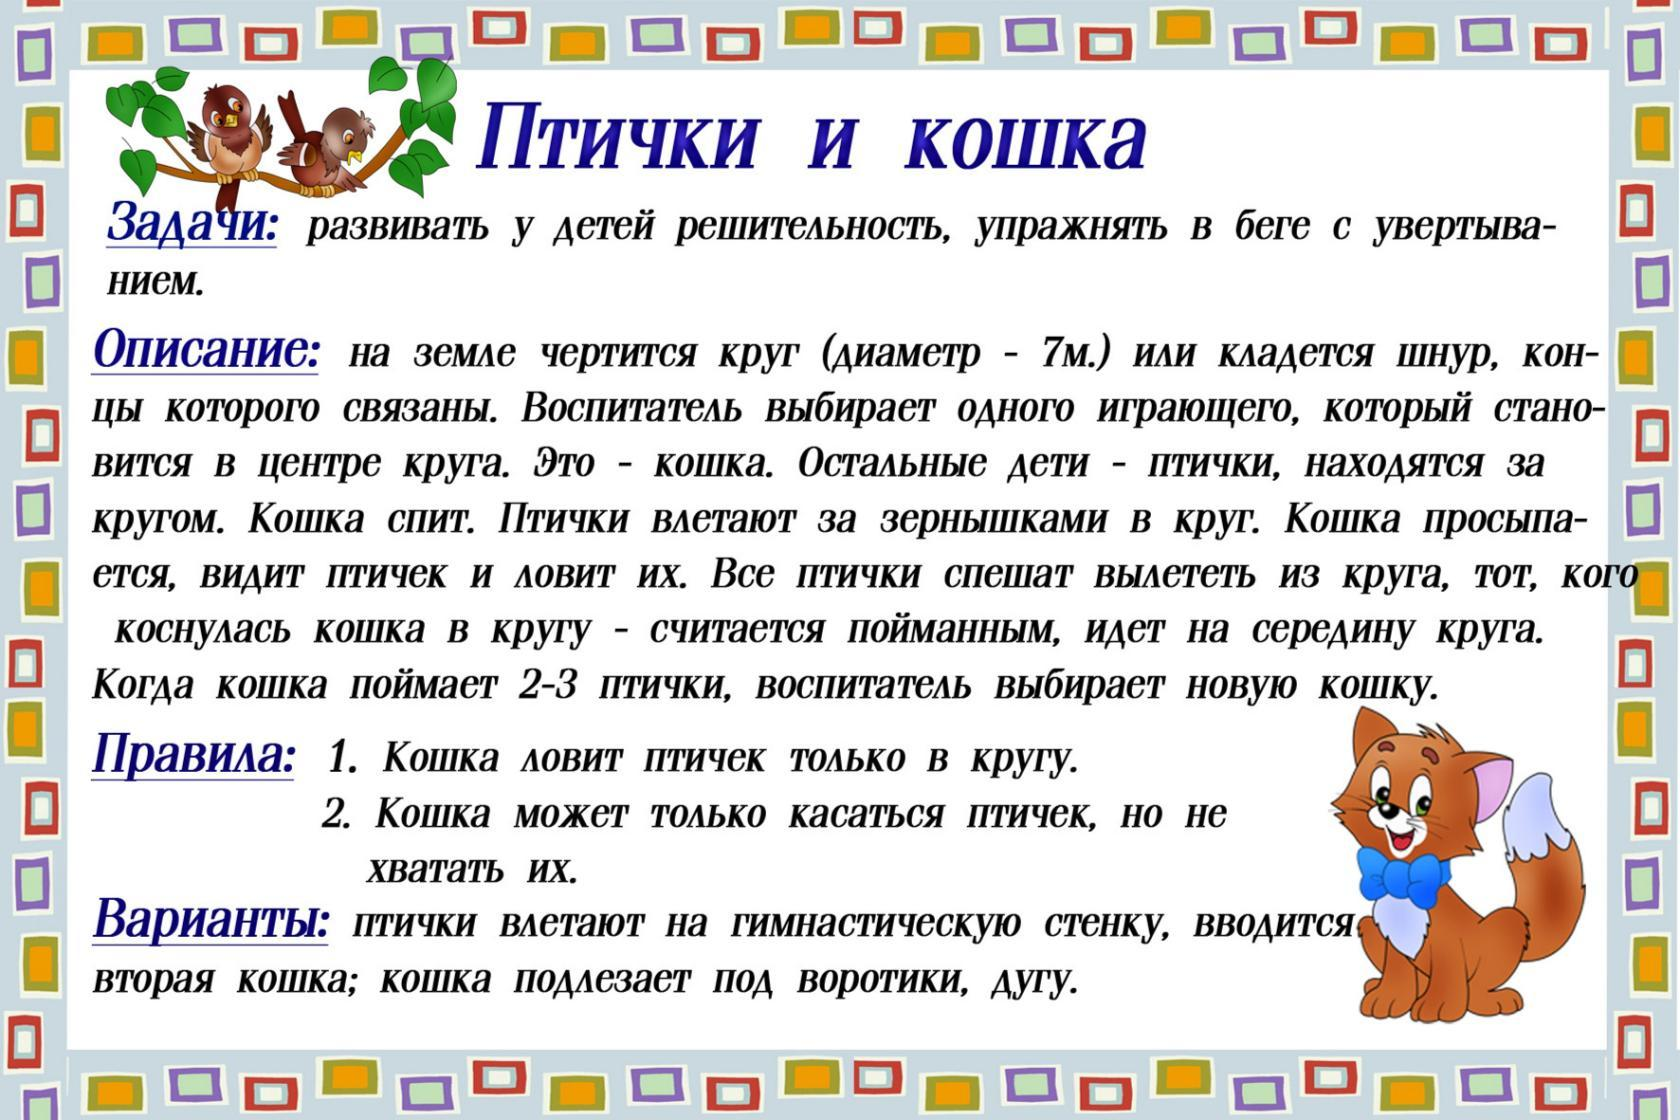 Птички и кошка
Задачи: развивать у детей решительность, упражнять в беге с увертыва-
нием.
Описание: на земле чертится круг (диаметр - 7м.) или кладется шнур, кон-
цы которого связаны. Воспитатель выбирает одного играющего, который стано-
вится в центре круга. Это - кошка. Остальные дети - птички, находятся за
кругом. Кошка спит. Птички влетают за зернышками в круг. Кошка просыпа-
ется, видит птичек и ловит их. Все птички спешат вылететь из круга, тот, кого
коснулась кошка в кругу - считается пойманным, идет на середину круга.
Когда кошка поймает 2-3 птички, воспитатель выбирает новую кошку.
Правила: 1. Кошка ловит птичек только в кругу.
2. Кошка может только касаться птичек, но не
хватать их.
Варианты: птички влетают на гимнастическую стенку, вводится
вторая кошка; кошка подлезает под воротики, дугу.